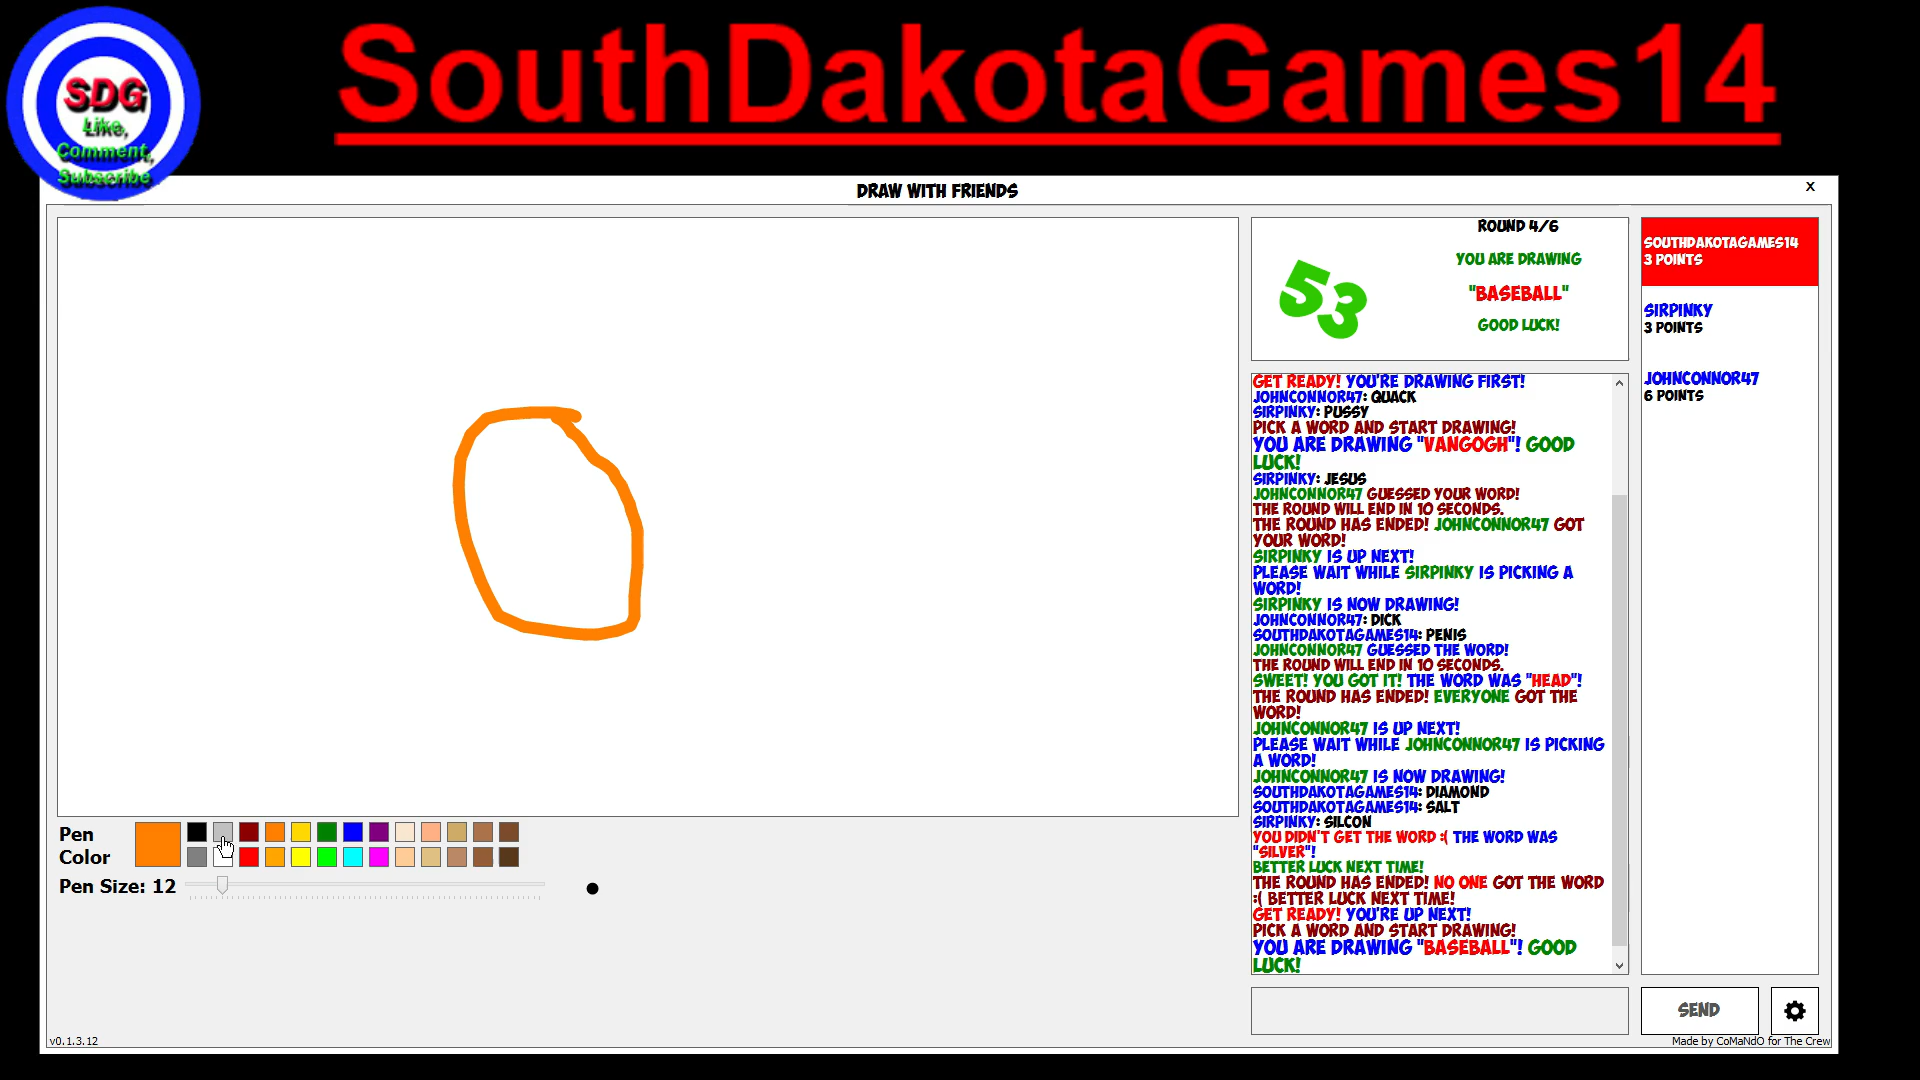 SouthDakotaGames14
SDG
Like,
Comment,
Subscribe
DRAW WITH FRIENDS
X
ROUND 4/6
YOU ARE DRAWING
"BASEBALL"
GOOD LUCK!
53
SOUTHDAKOTAGAMES14
3 POINTS
SIRPINKY
3 POINTS
JOHNCONNOR47
6 POINTS
GET READY! YOU'RE DRAWING FIRST!
JOHNCONNOR47: QUACK
SIRPINKY: PUSSY
PICK A WORD AND START DRAWING!
YOU ARE DRAWING "VANGOGH"! GOOD
LUCK!
SIRPINKY: JESUS
JOHNCONNOR47 GUESSED YOUR WORD!
THE ROUND WILL END IN 10 SECONDS.
THE ROUND HAS ENDED! JOHNCONNOR47 GOT
YOUR WORD!
SIRPINKY IS UP NEXT!
PLEASE WAIT WHILE SIRPINKY IS PICKING A
WORD!
SIRPINKY IS NOW DRAWING!
JOHNCONNOR47: DICK
SOUTHDAKOTAGAMES14: PENIS
JOHNCONNOR47 GUESSED THE WORD!
THE ROUND WILL END IN 10 SECONDS.
SWEET! YOU GOT IT! THE WORD WAS "HEAD"!
THE ROUND HAS ENDED! EVERYONE GOT THE
WORD!
JOHNCONNOR47 IS UP NEXT!
PLEASE WAIT WHILE JOHNCONNOR47 IS PICKING
A WORD!
JOHNCONNOR47 IS NOW DRAWING!
SOUTHDAKOTAGAMES14: DIAMOND
SOUTHDAKOTAGAMES14: SALT
SIRPINKY: SILCON
YOU DIDN'T GET THE WORD :( THE WORD WAS
"SILVER"!
BETTER LUCK NEXT TIME!
THE ROUND HAS ENDED! NO ONE GOT THE WORD
:( BETTER LUCK NEXT TIME!
GET READY! YOU'RE UP NEXT!
PICK A WORD AND START DRAWING!
YOU ARE DRAWING "BASEBALL"! GOOD
LUCK!
Pen
Color
Pen Size: 12
SEND
v0.1.3.12
Made by CoMaNdO for The Crew